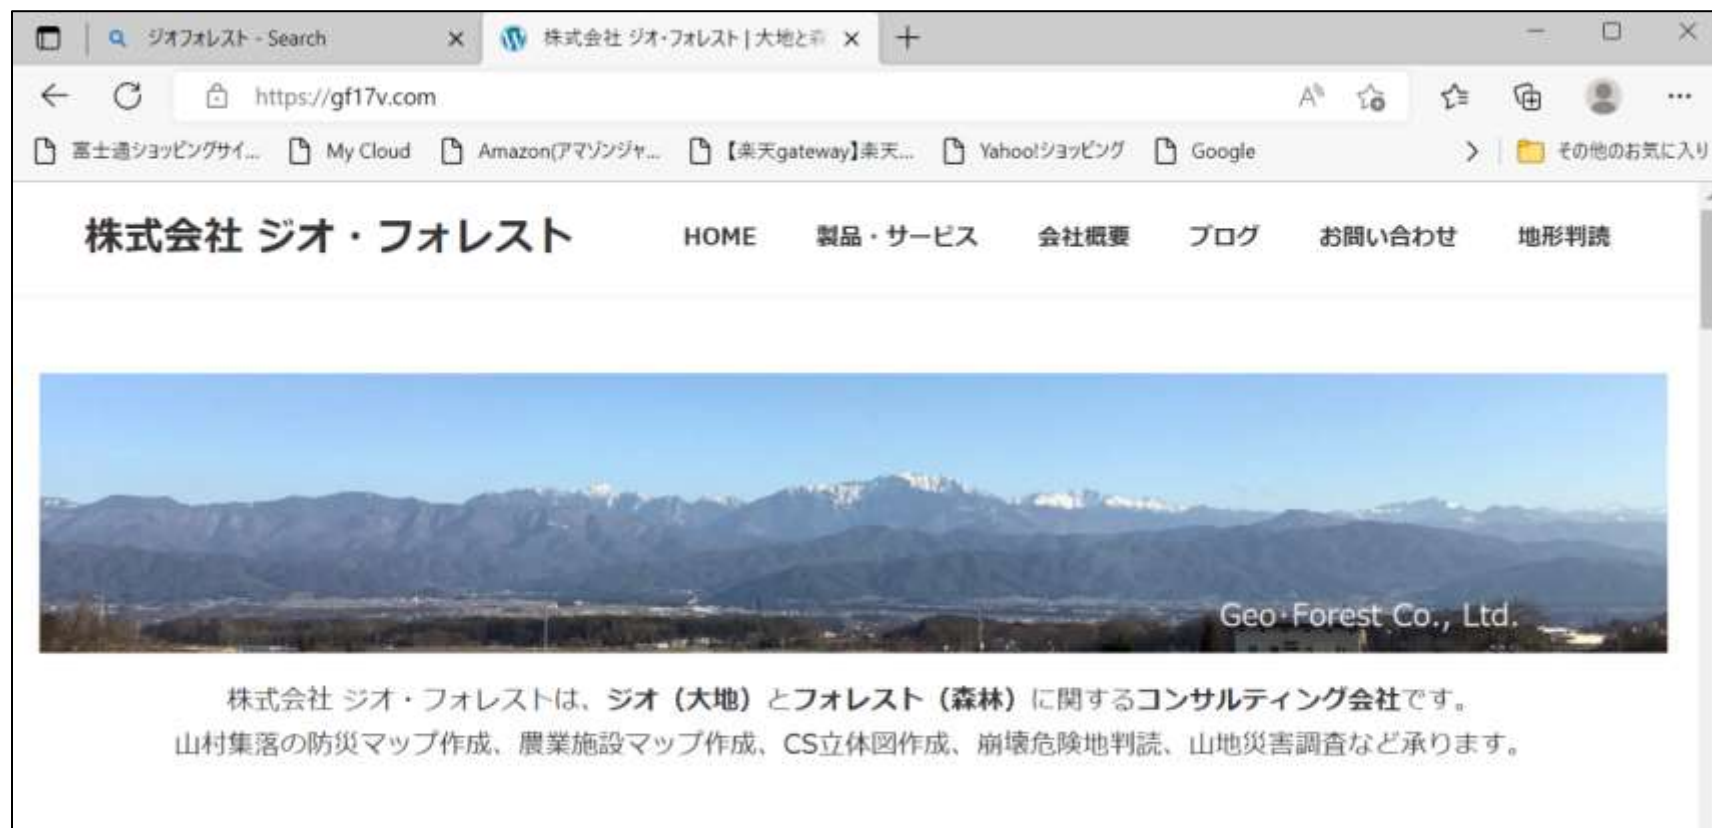 ジオフォレスト - Search
株式会社 ジオ・フォレスト | 大地と森
https://gf17v.com
富士通ショッピングサイ...
My Cloud
Amazon(アマゾンジャ...
【楽天gateway】楽天...
Yahoo!ショッピング
Google
その他のお気に入り
株式会社 ジオ・フォレスト
HOME
製品・サービス
会社概要
ブログ
お問い合わせ
地形判読
Geo・Forest Co., Ltd.
株式会社 ジオ・フォレストは、ジオ（大地）とフォレスト（森林）に関するコンサルティング会社です。
山村集落の防災マップ作成、農業施設マップ作成、CS立体図作成、崩壊危険地判読、山地災害調査など承ります。